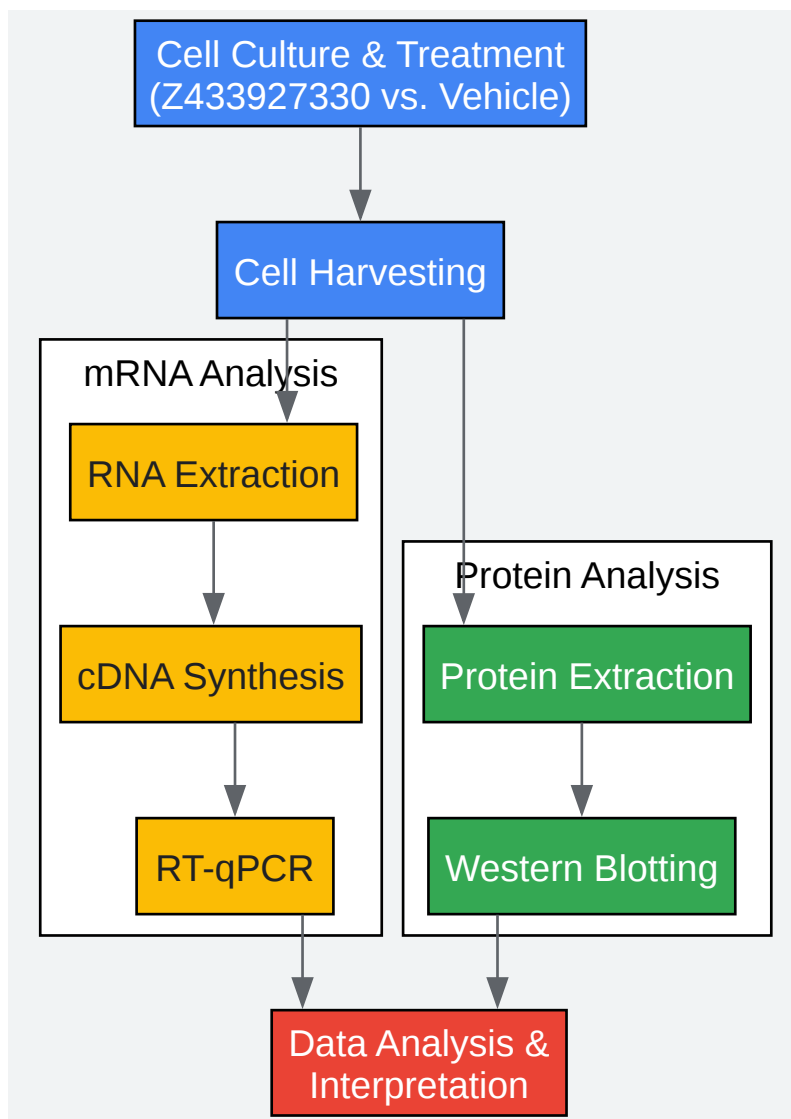 Cell Culture & Treatment
(Z433927330 vs. Vehicle)
Cell Harvesting
mRNA Analysis
RNA Extraction
cDNA Synthesis
RT-qPCR
Protein Analysis
Protein Extraction
Western Blotting
Data Analysis &
Interpretation